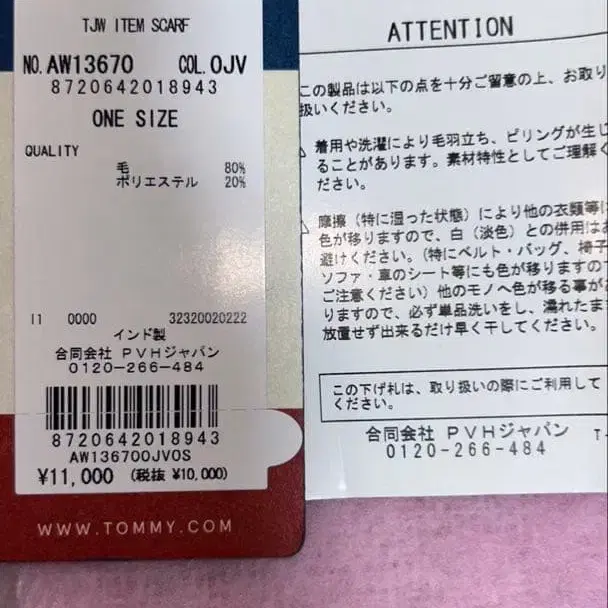 TJW ITEM SCARF
NO. AW13670 COL. 0JV
8720642018943
ONE SIZE
QUALITY
毛 80%
ポリエステル 20%
I1 0000 32320020222
インド製
合同会社 PVHジャパン
0120-266-484
8720642018943
AW136700JV0S
¥11,000 (税抜 ¥10,000)
WWW.TOMMY.COM
ATTENTION
この製品は以下の点を十分ご留意の上、お取り
扱いください。
着用や洗濯により毛羽立ち、ピリングが生じ
ることがあります。素材特性としてご理解く
ださい。
摩擦(特に湿った状態)により他の衣類等に
色が移りますので、白(淡色)との併用はお
避けください。(特にベルト・バッグ、椅子
ソファ・車のシート等にも色が移りますの
ご注意ください)他のモノへ色が移る事が
りますので、必ず単品洗いをし、濡れたま
放置せず出来るだけ早く干してください。
この下げ札は、取り扱いの際にご利用して
ください。
合同会社 PVHジャパン
0120-266-484
T-